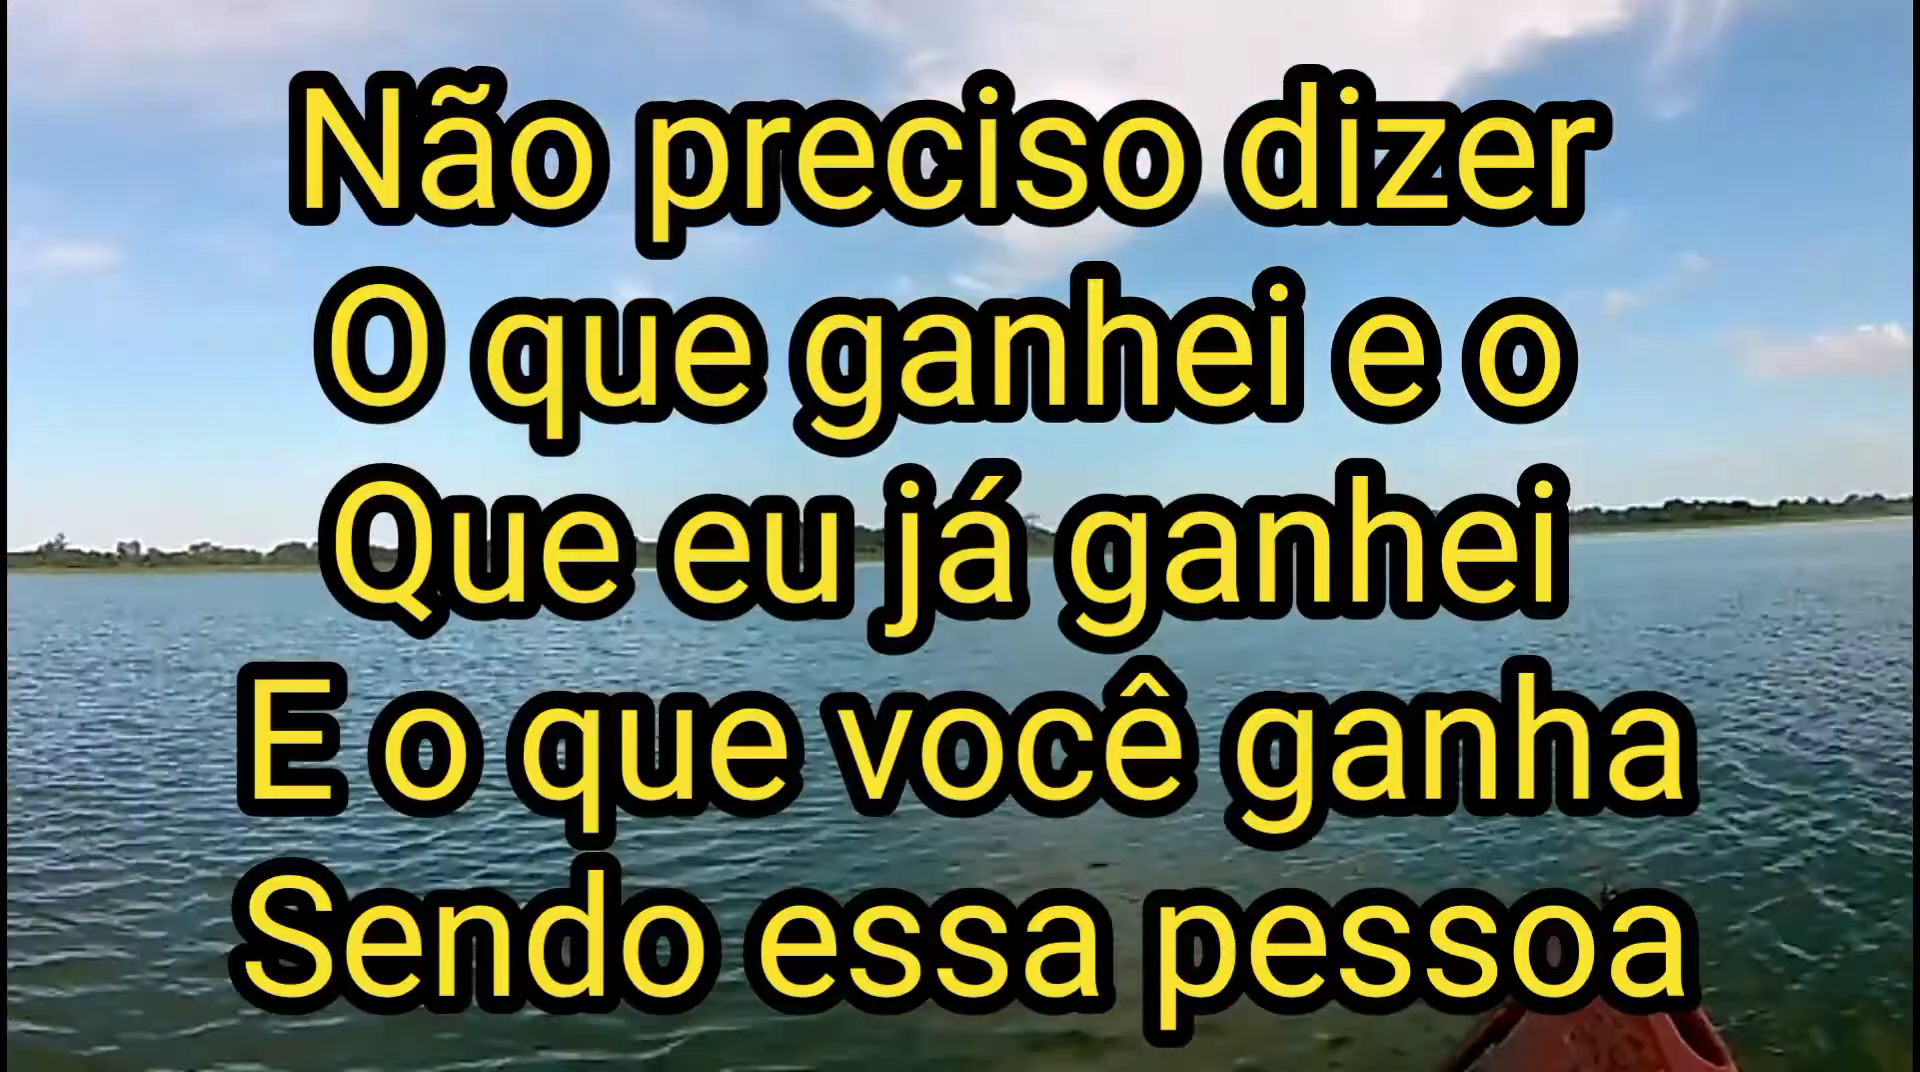 Não preciso dizer
O que ganhei e o
Que eu já ganhei
E o que você ganha
Sendo essa pessoa